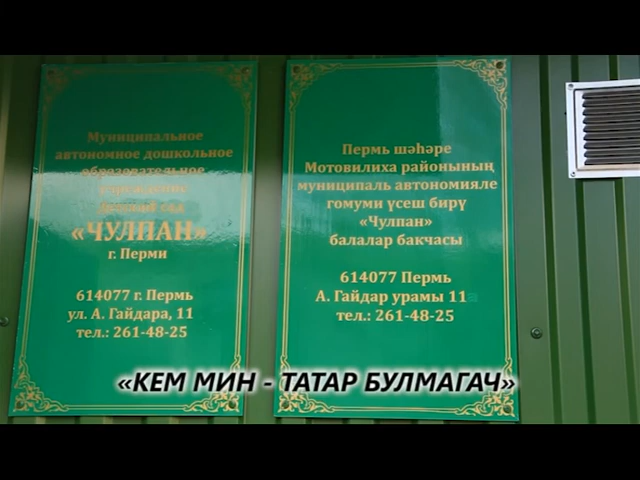 Муниципальное
автономное дошкольное
образовательное
учреждение
детский сад
«ЧУЛПАН»
г. Перми
614077 г. Пермь
ул. А. Гайдара, 11
тел.: 261-48-25
Пермь шәһәре
Мотовилиха районының
муниципаль автономияле
гомуми үсеш бирү
«Чулпан»
балалар бакчасы
614077 Пермь
А. Гайдар урамы 11
тел.: 261-48-25
«КЕМ МИН - ТАТАР БУЛМАГАЧ»